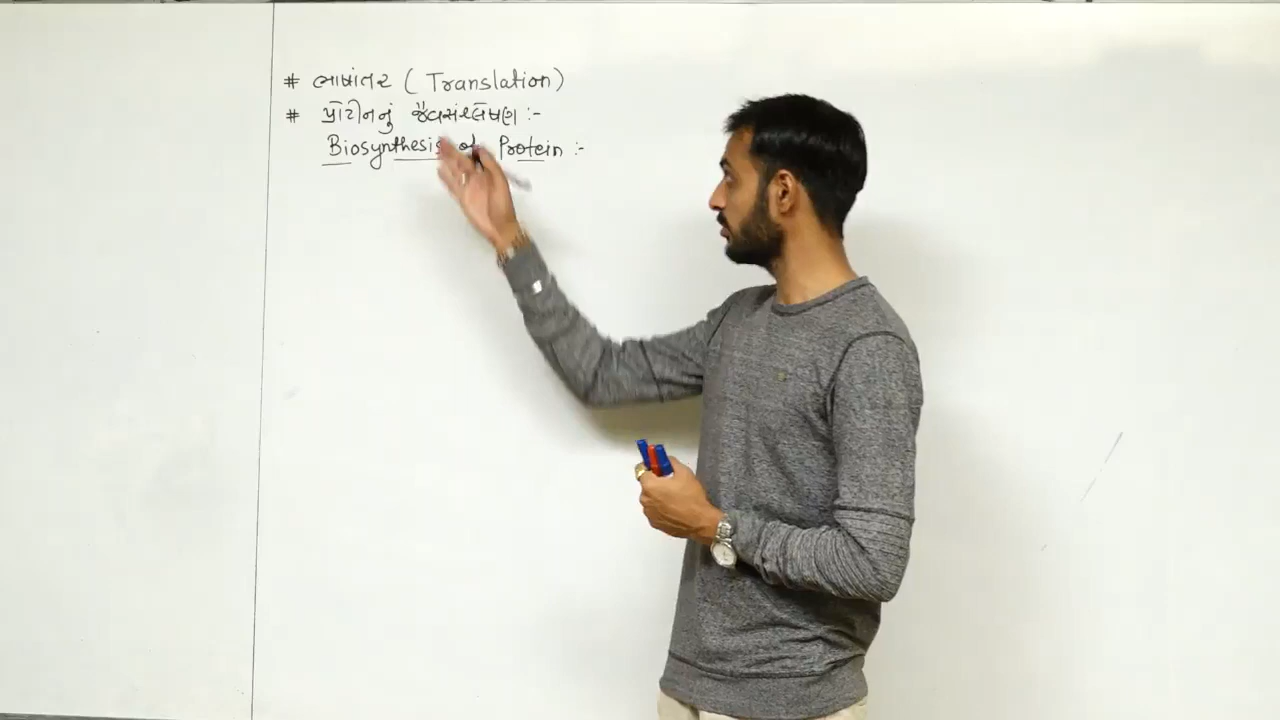 # ભાષાંતર ( Translation )
# પ્રોટીનનું જૈવસંશ્લેષણ :-
Biosynthesis of Protein :-